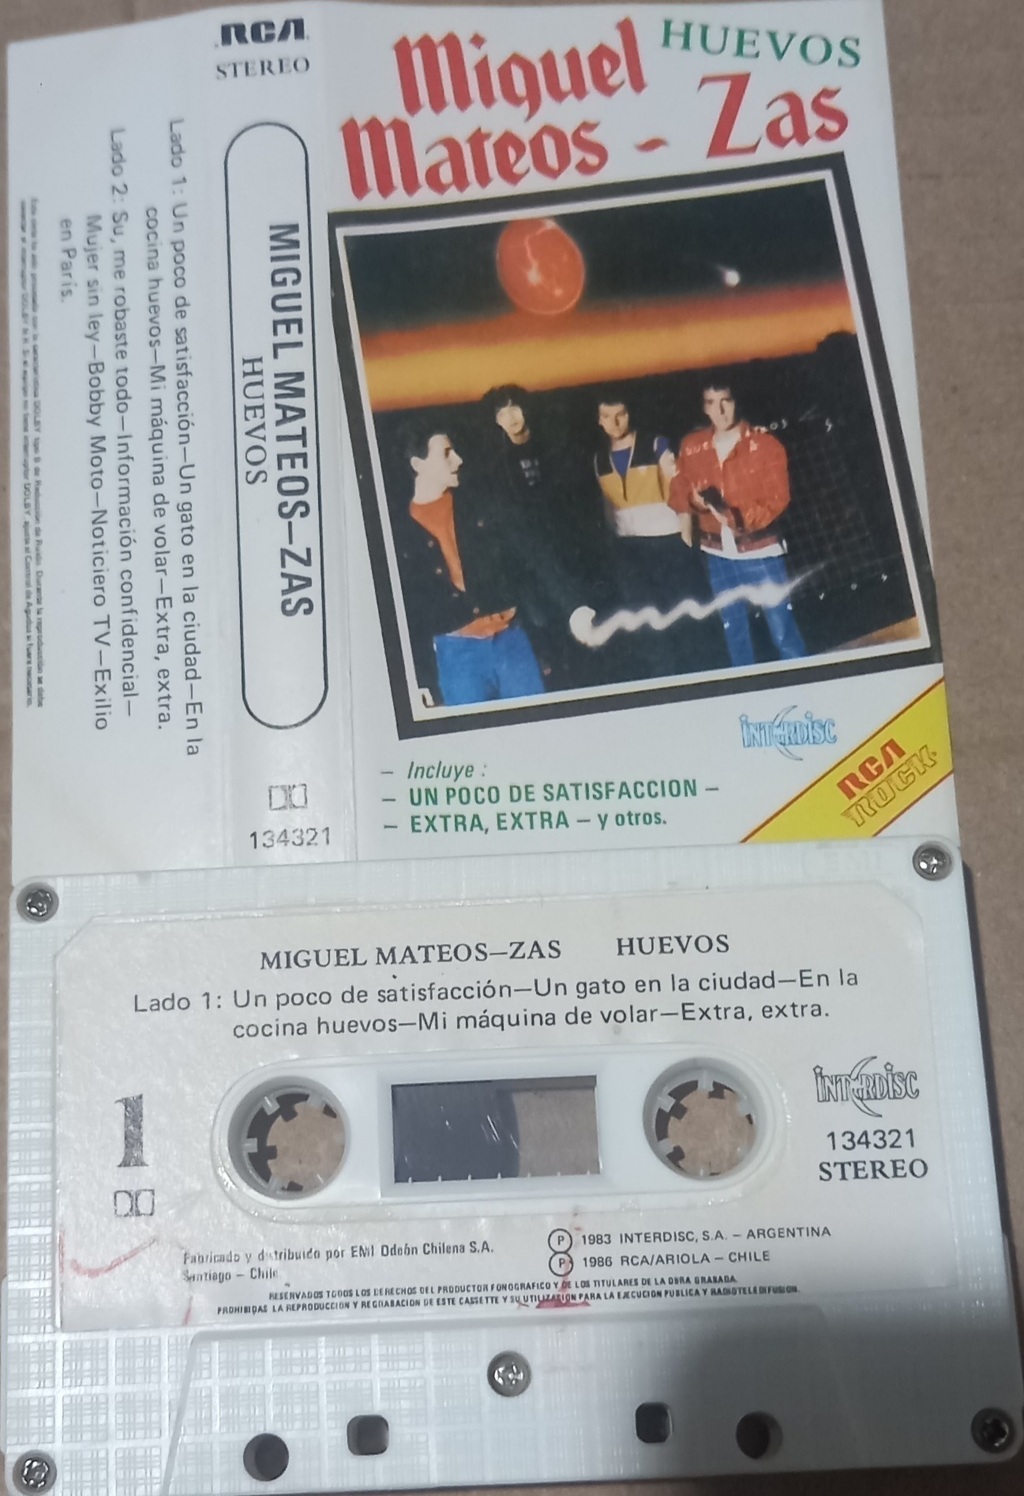 RCA
STEREO
Miguel
Mateos - Zas
HUEVOS
Lado 1: Un poco de satisfacción—Un gato en la ciudad—En la
cocina huevos—Mi máquina de volar—Extra, extra.
Lado 2: Su, me robaste todo—Información confidencial—
Mujer sin ley—Bobby Moto—Noticiero TV—Exilio
en París.
MIGUEL MATEOS—ZAS
HUEVOS
134321
INTERDISC
RCA
ROCK
— Incluye :
— UN POCO DE SATISFACCION —
— EXTRA, EXTRA — y otros.
MIGUEL MATEOS—ZAS HUEVOS
Lado 1: Un poco de satisfacción—Un gato en la ciudad—En la
cocina huevos—Mi máquina de volar—Extra, extra.
1
INTERDISC
134321
STEREO
Fabricado y distribuido por EMI Odeón Chilena S.A.
Santiago — Chile
P 1983 INTERDISC, S.A. — ARGENTINA
P 1986 RCA/ARIOLA — CHILE
RESERVADOS TODOS LOS DERECHOS DEL PRODUCTOR FONOGRAFICO Y DE LOS TITULARES DE LA OBRA GRABADA.
PROHIBIDAS LA REPRODUCCION Y REGRABACION DE ESTE CASSETTE Y SU UTILIZACION PARA LA EJECUCION PUBLICA Y RADIOTELEDIFUSION.